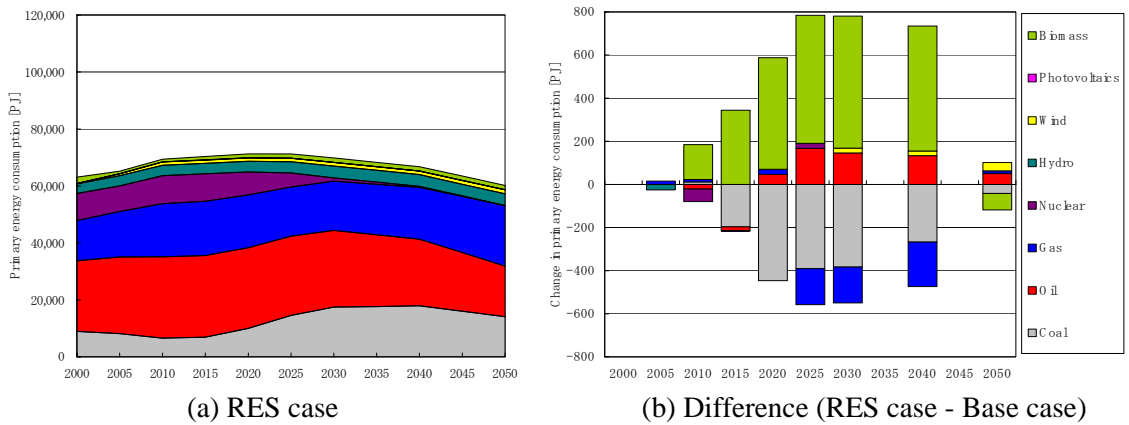 120,000
100,000
80,000
60,000
40,000
20,000
0
Primary energy consumption [PJ]
2000 2005 2010 2015 2020 2025 2030 2035 2040 2045 2050
(a) RES case
800
600
400
200
0
-200
-400
-600
-800
Change in primary energy consumption [PJ]
2000 2005 2010 2015 2020 2025 2030 2035 2040 2045 2050
Biomass
Photovoltaics
Wind
Hydro
Nuclear
Gas
Oil
Coal
(b) Difference (RES case - Base case)